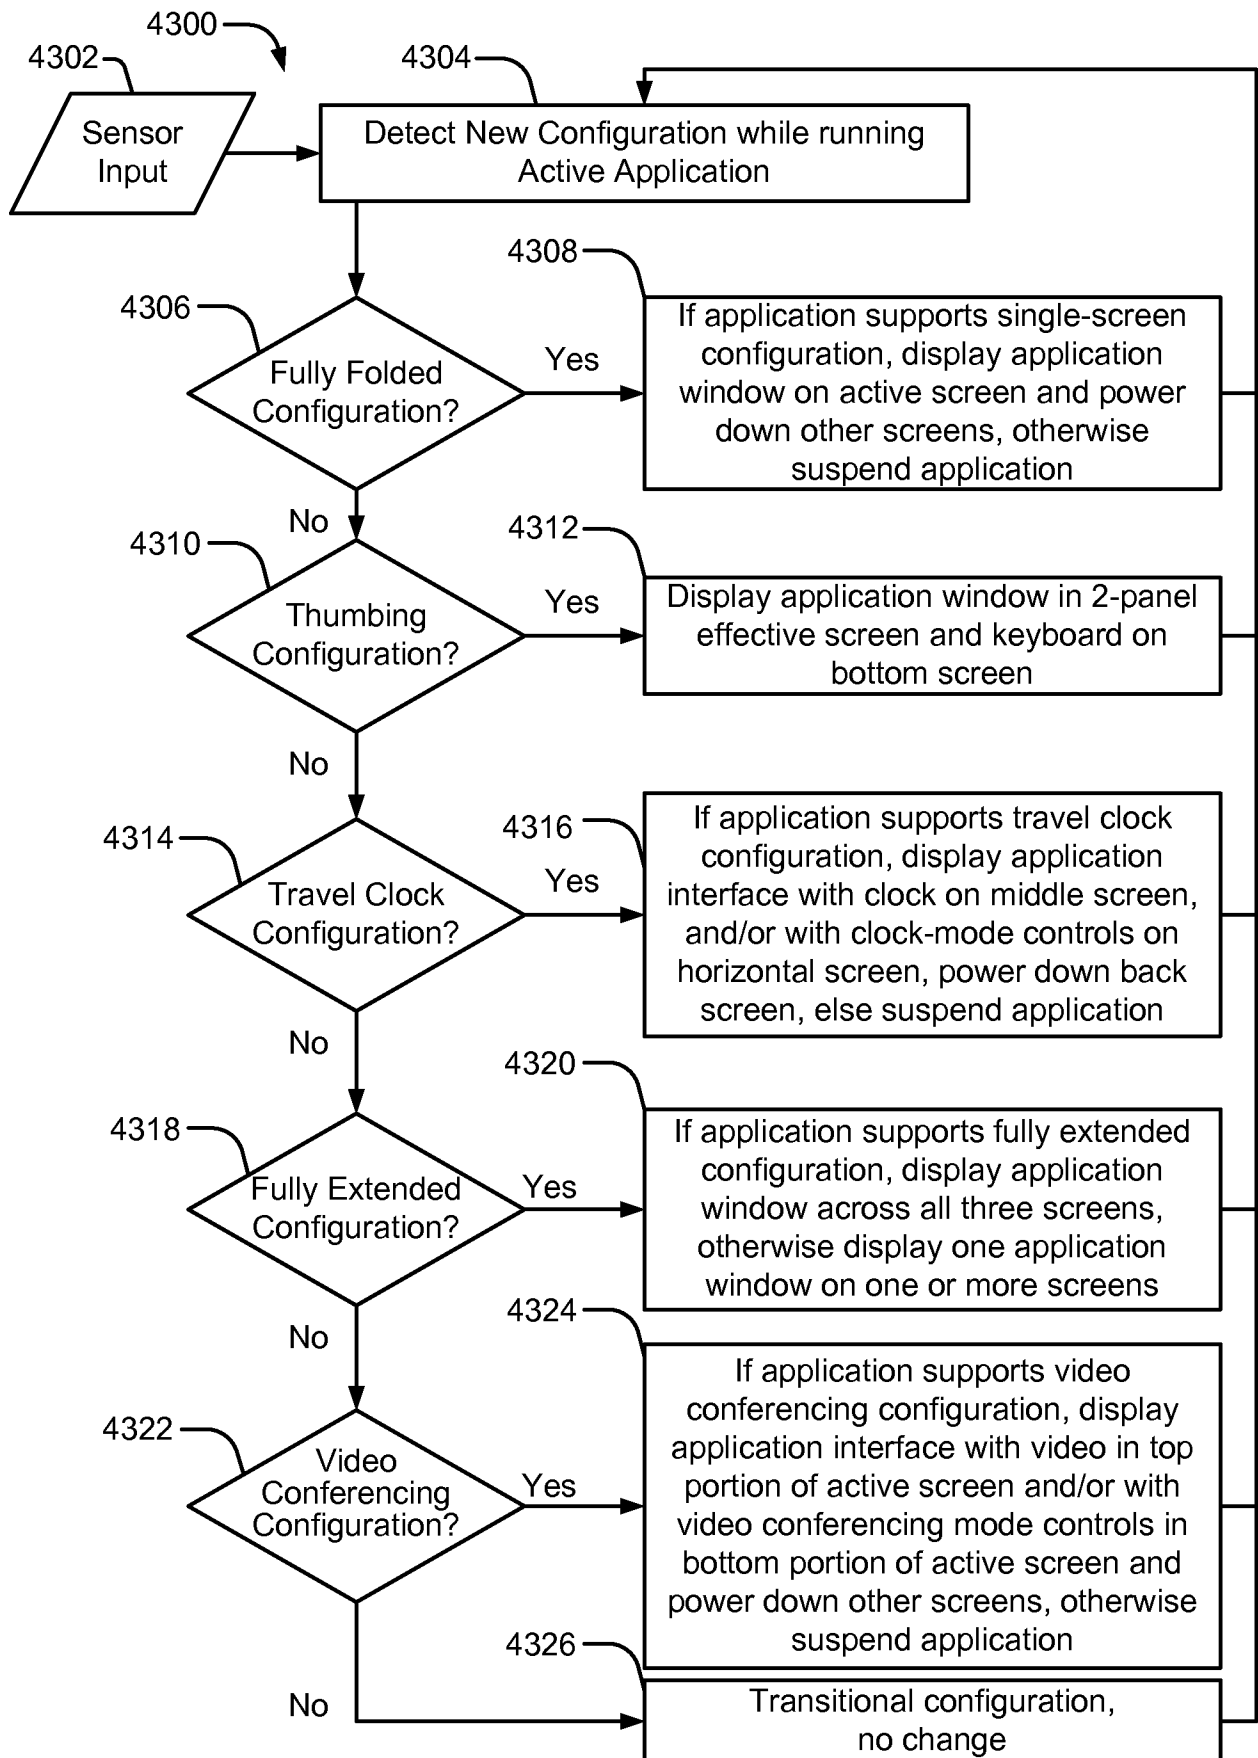 4300
4302
4304
Sensor
Input
Detect New Configuration while running
Active Application
4306
4308
Fully Folded
Configuration?
Yes
If application supports single-screen
configuration, display application
window on active screen and power
down other screens, otherwise
suspend application
No
4310
4312
Thumbing
Configuration?
Yes
Display application window in 2-panel
effective screen and keyboard on
bottom screen
No
4314
4316
Travel Clock
Configuration?
Yes
If application supports travel clock
configuration, display application
interface with clock on middle screen,
and/or with clock-mode controls on
horizontal screen, power down back
screen, else suspend application
No
4318
4320
Fully Extended
Configuration?
Yes
If application supports fully extended
configuration, display application
window across all three screens,
otherwise display one application
window on one or more screens
No
4322
4324
Video
Conferencing
Configuration?
Yes
If application supports video
conferencing configuration, display
application interface with video in top
portion of active screen and/or with
video conferencing mode controls in
bottom portion of active screen and
power down other screens, otherwise
suspend application
No
4326
Transitional configuration,
no change